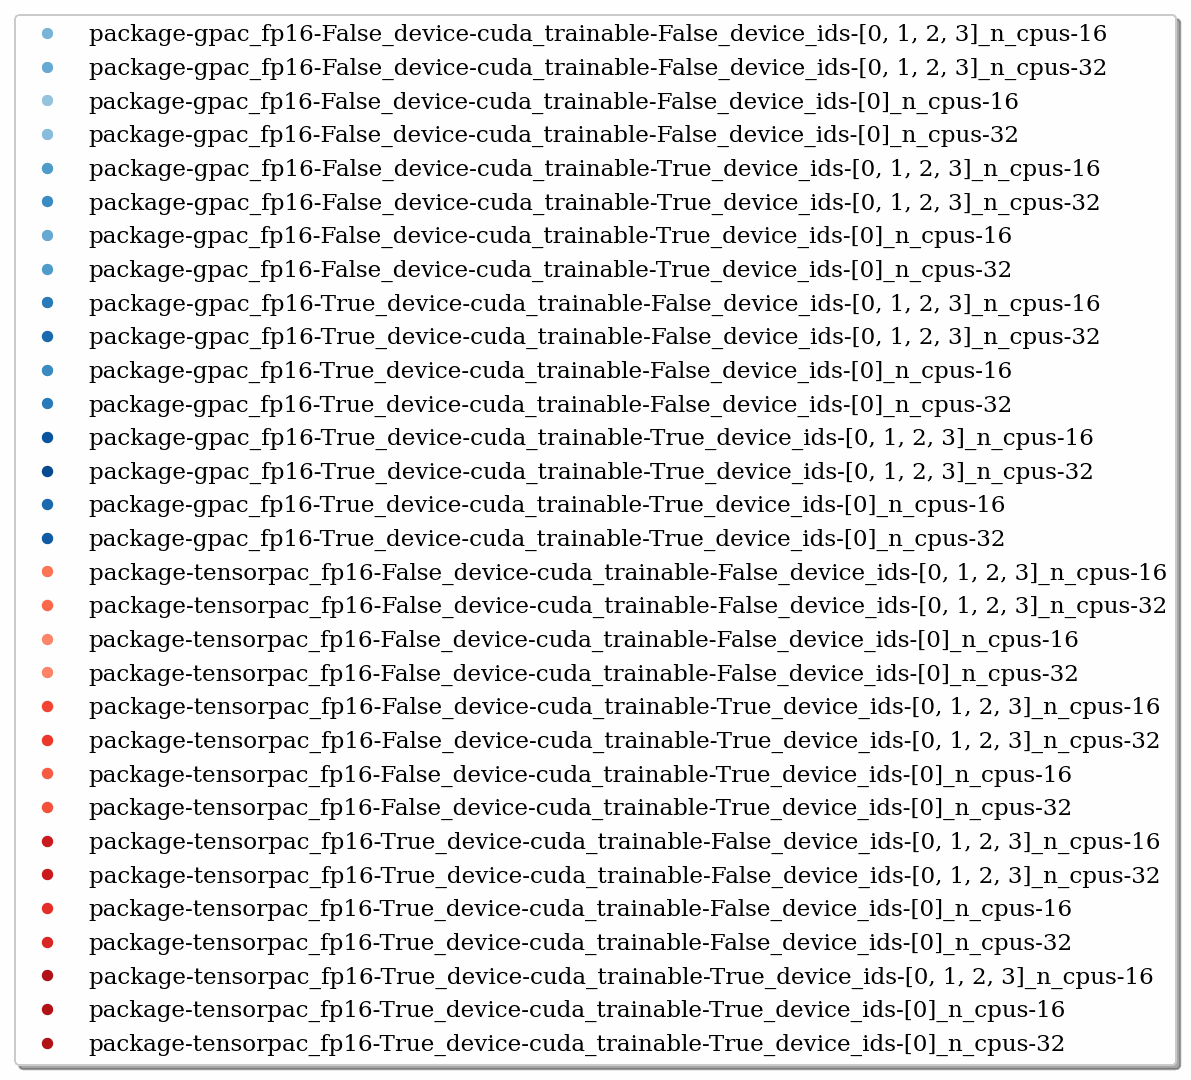 package-gpac_fp16-False_device-cuda_trainable-False_device_ids-[0, 1, 2, 3]_n_cpus-16
package-gpac_fp16-False_device-cuda_trainable-False_device_ids-[0, 1, 2, 3]_n_cpus-32
package-gpac_fp16-False_device-cuda_trainable-False_device_ids-[0]_n_cpus-16
package-gpac_fp16-False_device-cuda_trainable-False_device_ids-[0]_n_cpus-32
package-gpac_fp16-False_device-cuda_trainable-True_device_ids-[0, 1, 2, 3]_n_cpus-16
package-gpac_fp16-False_device-cuda_trainable-True_device_ids-[0, 1, 2, 3]_n_cpus-32
package-gpac_fp16-False_device-cuda_trainable-True_device_ids-[0]_n_cpus-16
package-gpac_fp16-False_device-cuda_trainable-True_device_ids-[0]_n_cpus-32
package-gpac_fp16-True_device-cuda_trainable-False_device_ids-[0, 1, 2, 3]_n_cpus-16
package-gpac_fp16-True_device-cuda_trainable-False_device_ids-[0, 1, 2, 3]_n_cpus-32
package-gpac_fp16-True_device-cuda_trainable-False_device_ids-[0]_n_cpus-16
package-gpac_fp16-True_device-cuda_trainable-False_device_ids-[0]_n_cpus-32
package-gpac_fp16-True_device-cuda_trainable-True_device_ids-[0, 1, 2, 3]_n_cpus-16
package-gpac_fp16-True_device-cuda_trainable-True_device_ids-[0, 1, 2, 3]_n_cpus-32
package-gpac_fp16-True_device-cuda_trainable-True_device_ids-[0]_n_cpus-16
package-gpac_fp16-True_device-cuda_trainable-True_device_ids-[0]_n_cpus-32
package-tensorpac_fp16-False_device-cuda_trainable-False_device_ids-[0, 1, 2, 3]_n_cpus-16
package-tensorpac_fp16-False_device-cuda_trainable-False_device_ids-[0, 1, 2, 3]_n_cpus-32
package-tensorpac_fp16-False_device-cuda_trainable-False_device_ids-[0]_n_cpus-16
package-tensorpac_fp16-False_device-cuda_trainable-False_device_ids-[0]_n_cpus-32
package-tensorpac_fp16-False_device-cuda_trainable-True_device_ids-[0, 1, 2, 3]_n_cpus-16
package-tensorpac_fp16-False_device-cuda_trainable-True_device_ids-[0, 1, 2, 3]_n_cpus-32
package-tensorpac_fp16-False_device-cuda_trainable-True_device_ids-[0]_n_cpus-16
package-tensorpac_fp16-False_device-cuda_trainable-True_device_ids-[0]_n_cpus-32
package-tensorpac_fp16-True_device-cuda_trainable-False_device_ids-[0, 1, 2, 3]_n_cpus-16
package-tensorpac_fp16-True_device-cuda_trainable-False_device_ids-[0, 1, 2, 3]_n_cpus-32
package-tensorpac_fp16-True_device-cuda_trainable-False_device_ids-[0]_n_cpus-16
package-tensorpac_fp16-True_device-cuda_trainable-False_device_ids-[0]_n_cpus-32
package-tensorpac_fp16-True_device-cuda_trainable-True_device_ids-[0, 1, 2, 3]_n_cpus-16
package-tensorpac_fp16-True_device-cuda_trainable-True_device_ids-[0]_n_cpus-16
package-tensorpac_fp16-True_device-cuda_trainable-True_device_ids-[0]_n_cpus-32